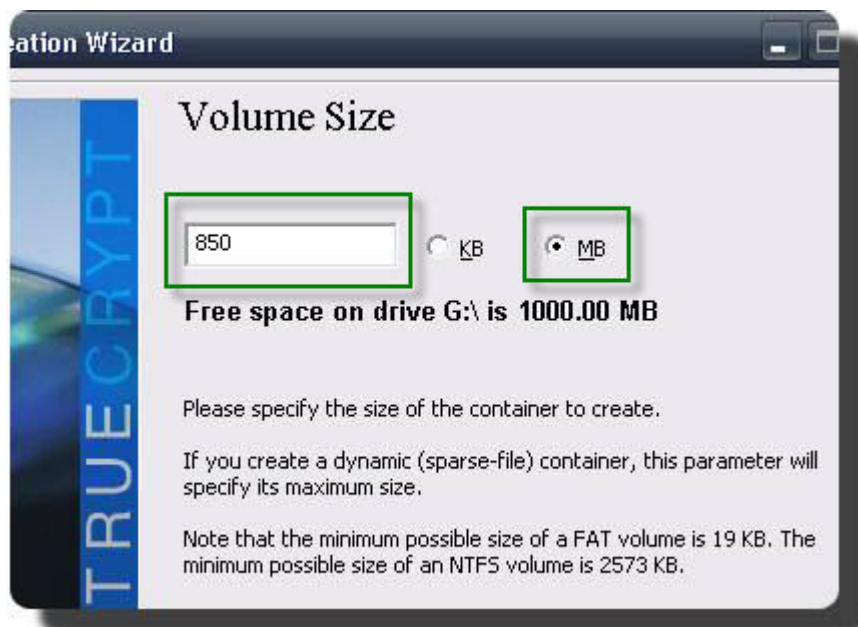 eation Wizard
Volume Size
850
KB
MB
Free space on drive G:\ is 1000.00 MB
Please specify the size of the container to create.
If you create a dynamic (sparse-file) container, this parameter will
specify its maximum size.
Note that the minimum possible size of a FAT volume is 19 KB. The
minimum possible size of an NTFS volume is 2573 KB.
TRUECRYPT